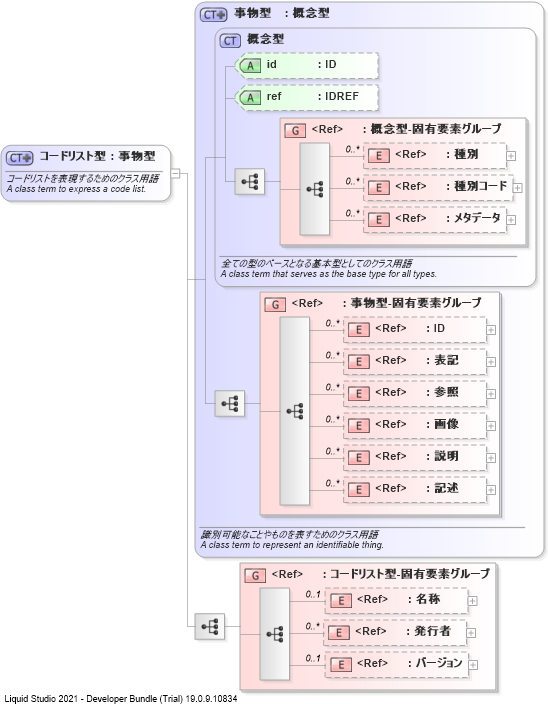 CT 事物型 : 概念型
CT 概念型
A id : ID
A ref : IDREF
G <Ref> : 概念型-固有要素グループ
0..*
E <Ref> : 種別
0..*
E <Ref> : 種別コード
0..*
E <Ref> : メタデータ
CT コードリスト型 : 事物型
コードリストを表現するためのクラス用語
A class term to express a code list.
全ての型のベースとなる基本型としてのクラス用語
A class term that serves as the base type for all types.
G <Ref> : 事物型-固有要素グループ
0..*
E <Ref> : ID
0..*
E <Ref> : 表記
0..*
E <Ref> : 参照
0..*
E <Ref> : 画像
0..*
E <Ref> : 説明
0..*
E <Ref> : 記述
識別可能なことやものを表すためのクラス用語
A class term to represent an identifiable thing.
G <Ref> : コードリスト型-固有要素グループ
0..1
E <Ref> : 名称
0..*
E <Ref> : 発行者
0..1
E <Ref> : バージョン
Liquid Studio 2021 - Developer Bundle (Trial) 19.0.9.10834